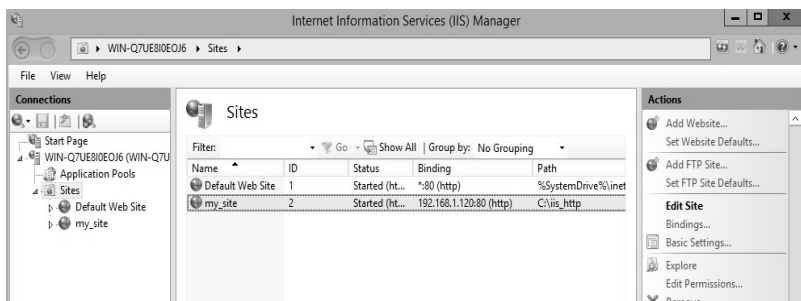 Internet Information Services (IIS) Manager
WIN-Q7UE8I0EOJ6 Sites
File View Help
Connections
Start Page
WIN-Q7UE8I0EOJ6 (WIN-Q7U
Application Pools
Sites
Default Web Site
my_site
Sites
Filter: Go Show All Group by: No Grouping
Name ID Status Binding Path
Default Web Site 1 Started (ht... *:80 (http) %SystemDrive%\inet
my_site 2 Started (ht... 192.168.1.120:80 (http) C:\iis_http
Actions
Add Website...
Set Website Defaults...
Add FTP Site...
Set FTP Site Defaults...
Edit Site
Bindings...
Basic Settings...
Explore
Edit Permissions...